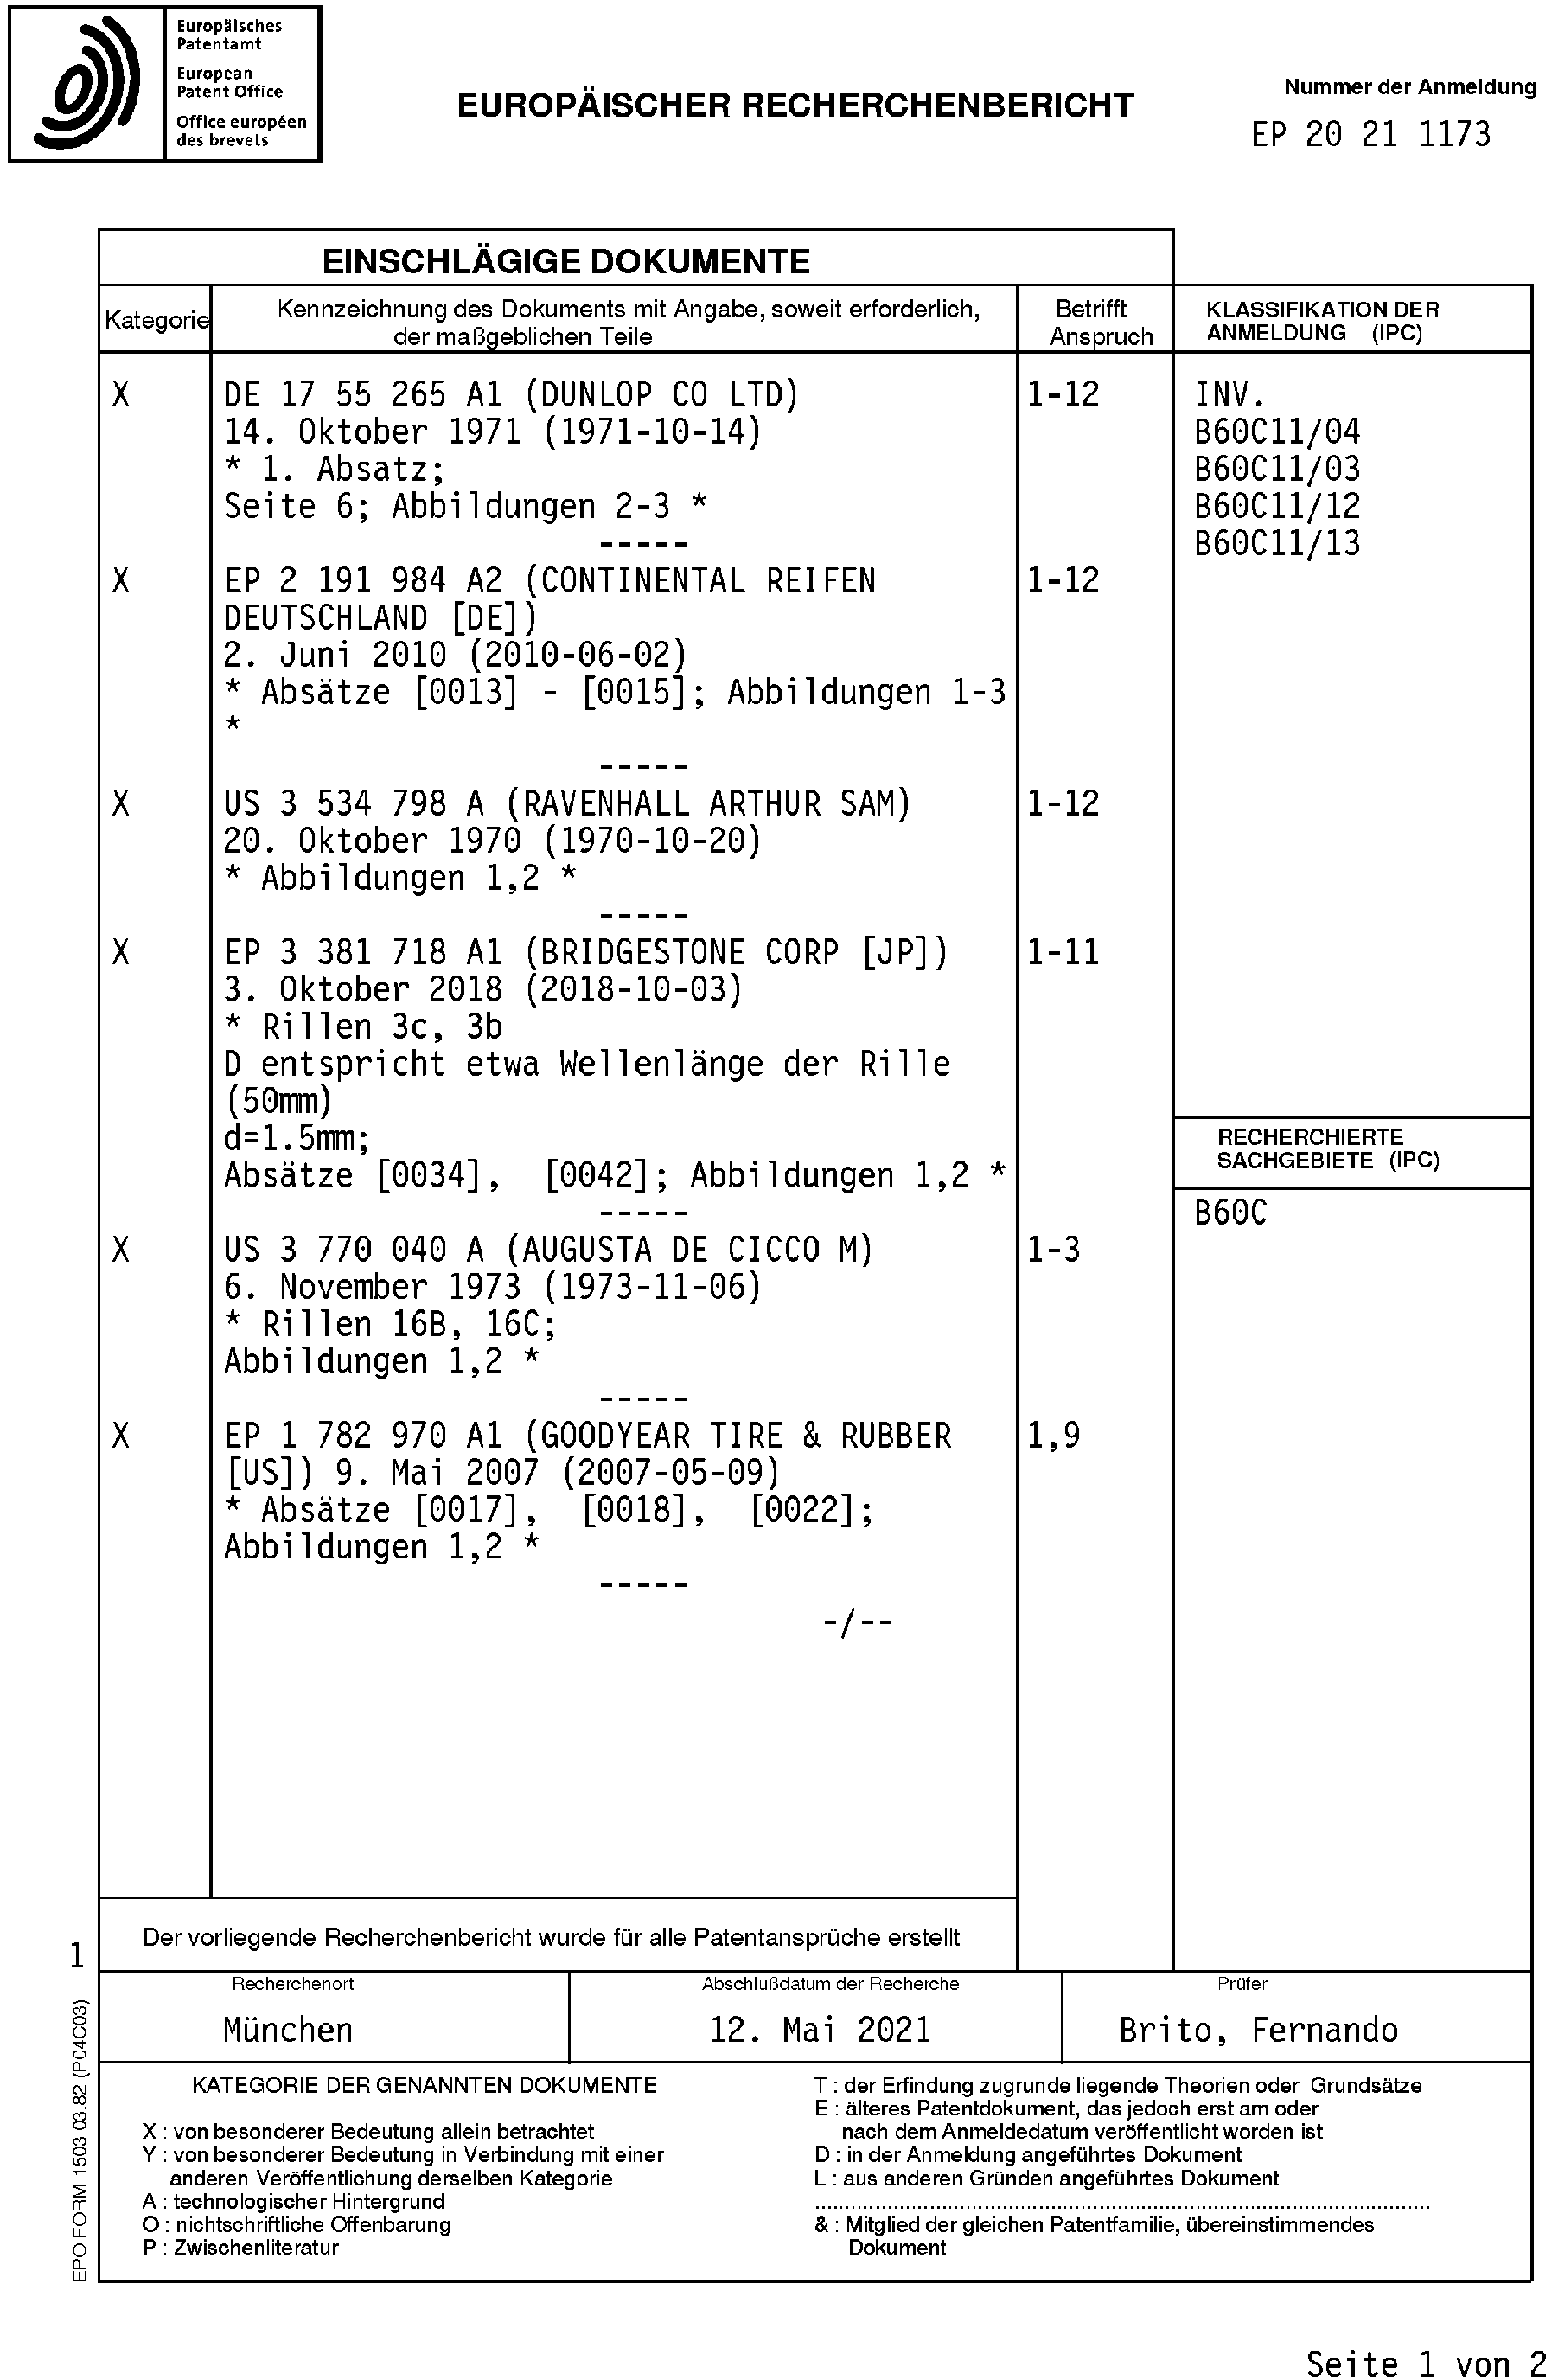 Europäisches
Patentamt
European
Patent Office
Office européen
des brevets
EUROPÄISCHER RECHERCHENBERICHT
Nummer der Anmeldung
EP 20 21 1173
EINSCHLÄGIGE DOKUMENTE
Kategorie
Kennzeichnung des Dokuments mit Angabe, soweit erforderlich,
der maßgeblichen Teile
Betrifft
Anspruch
KLASSIFIKATION DER
ANMELDUNG (IPC)
X
DE 17 55 265 A1 (DUNLOP CO LTD)
14. Oktober 1971 (1971-10-14)
* 1. Absatz;
Seite 6; Abbildungen 2-3 *
-----
1-12
INV.
B60C11/04
B60C11/03
B60C11/12
B60C11/13
X
EP 2 191 984 A2 (CONTINENTAL REIFEN
DEUTSCHLAND [DE])
2. Juni 2010 (2010-06-02)
* Absätze [0013] - [0015]; Abbildungen 1-3
*
-----
1-12
X
US 3 534 798 A (RAVENHALL ARTHUR SAM)
20. Oktober 1970 (1970-10-20)
* Abbildungen 1,2 *
-----
1-12
X
EP 3 381 718 A1 (BRIDGESTONE CORP [JP])
3. Oktober 2018 (2018-10-03)
* Rillen 3c, 3b
D entspricht etwa Wellenlänge der Rille
(50mm)
d=1.5mm;
Absätze [0034], [0042]; Abbildungen 1,2 *
-----
1-11
X
US 3 770 040 A (AUGUSTA DE CICCO M)
6. November 1973 (1973-11-06)
* Rillen 16B, 16C;
Abbildungen 1,2 *
-----
1-3
X
EP 1 782 970 A1 (GOODYEAR TIRE & RUBBER
[US]) 9. Mai 2007 (2007-05-09)
* Absätze [0017], [0018], [0022];
Abbildungen 1,2 *
-----
1,9
-/--
RECHERCHIERTE
SACHGEBIETE (IPC)
B60C
Der vorliegende Recherchenbericht wurde für alle Patentansprüche erstellt
1
Recherchenort
München
Abschlußdatum der Recherche
12. Mai 2021
Prüfer
Brito, Fernando
KATEGORIE DER GENANNTEN DOKUMENTE
X : von besonderer Bedeutung allein betrachtet
Y : von besonderer Bedeutung in Verbindung mit einer
anderen Veröffentlichung derselben Kategorie
A : technologischer Hintergrund
O : nichtschriftliche Offenbarung
P : Zwischenliteratur
T : der Erfindung zugrunde liegende Theorien oder Grundsätze
E : älteres Patentdokument, das jedoch erst am oder
nach dem Anmeldedatum veröffentlicht worden ist
D : in der Anmeldung angeführtes Dokument
L : aus anderen Gründen angeführtes Dokument
& : Mitglied der gleichen Patentfamilie, übereinstimmendes
Dokument
EPO FORM 1503 03.82 (P04C03)
Seite 1 von 2